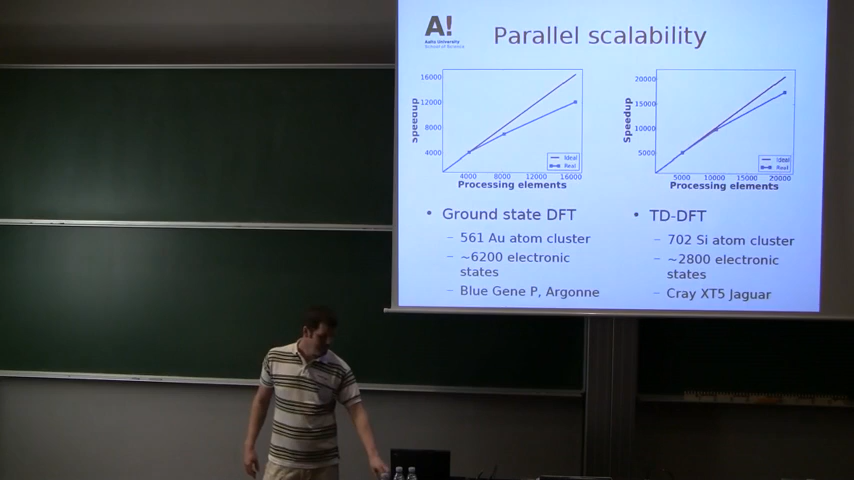 A!
Aalto University
School of Science
Parallel scalability
16000
12000
8000
4000
Speedup
4000 8000 12000 16000
Processing elements
Ideal
Real
20000
15000
10000
5000
Speedup
5000 10000 15000 20000
Processing elements
Ideal
Real
• Ground state DFT
– 561 Au atom cluster
– ~6200 electronic
states
– Blue Gene P, Argonne
• TD-DFT
– 702 Si atom cluster
– ~2800 electronic
states
– Cray XT5 Jaguar